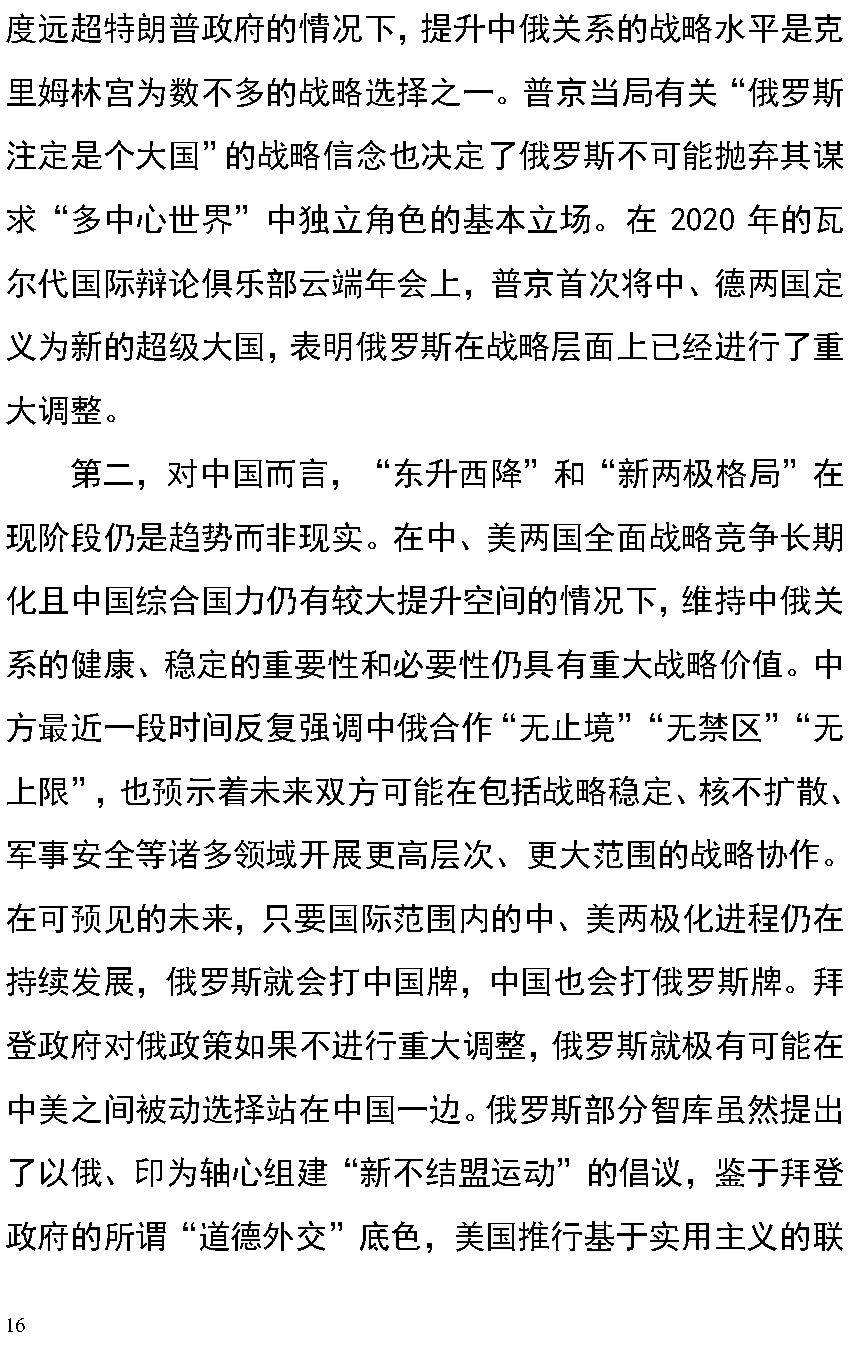 度远超特朗普政府的情况下，提升中俄关系的战略水平是克
里姆林宫为数不多的战略选择之一。普京当局有关“俄罗斯
注定是个大国”的战略信念也决定了俄罗斯不可能抛弃其谋
求“多中心世界”中独立角色的基本立场。在 2020 年的瓦
尔代国际辩论俱乐部云端年会上，普京首次将中、德两国定
义为新的超级大国，表明俄罗斯在战略层面上已经进行了重
大调整。
第二，对中国而言，“东升西降”和“新两极格局”在
现阶段仍是趋势而非现实。在中、美两国全面战略竞争长期
化且中国综合国力仍有较大提升空间的情况下，维持中俄关
系的健康、稳定的重要性和必要性仍具有重大战略价值。中
方最近一段时间反复强调中俄合作“无止境”“无禁区”“无
上限”，也预示着未来双方可能在包括战略稳定、核不扩散、
军事安全等诸多领域开展更高层次、更大范围的战略协作。
在可预见的未来，只要国际范围内的中、美两极化进程仍在
持续发展，俄罗斯就会打中国牌，中国也会打俄罗斯牌。拜
登政府对俄政策如果不进行重大调整，俄罗斯就极有可能在
中美之间被动选择站在中国一边。俄罗斯部分智库虽然提出
了以俄、印为轴心组建“新不结盟运动”的倡议，鉴于拜登
政府的所谓“道德外交”底色，美国推行基于实用主义的联
16